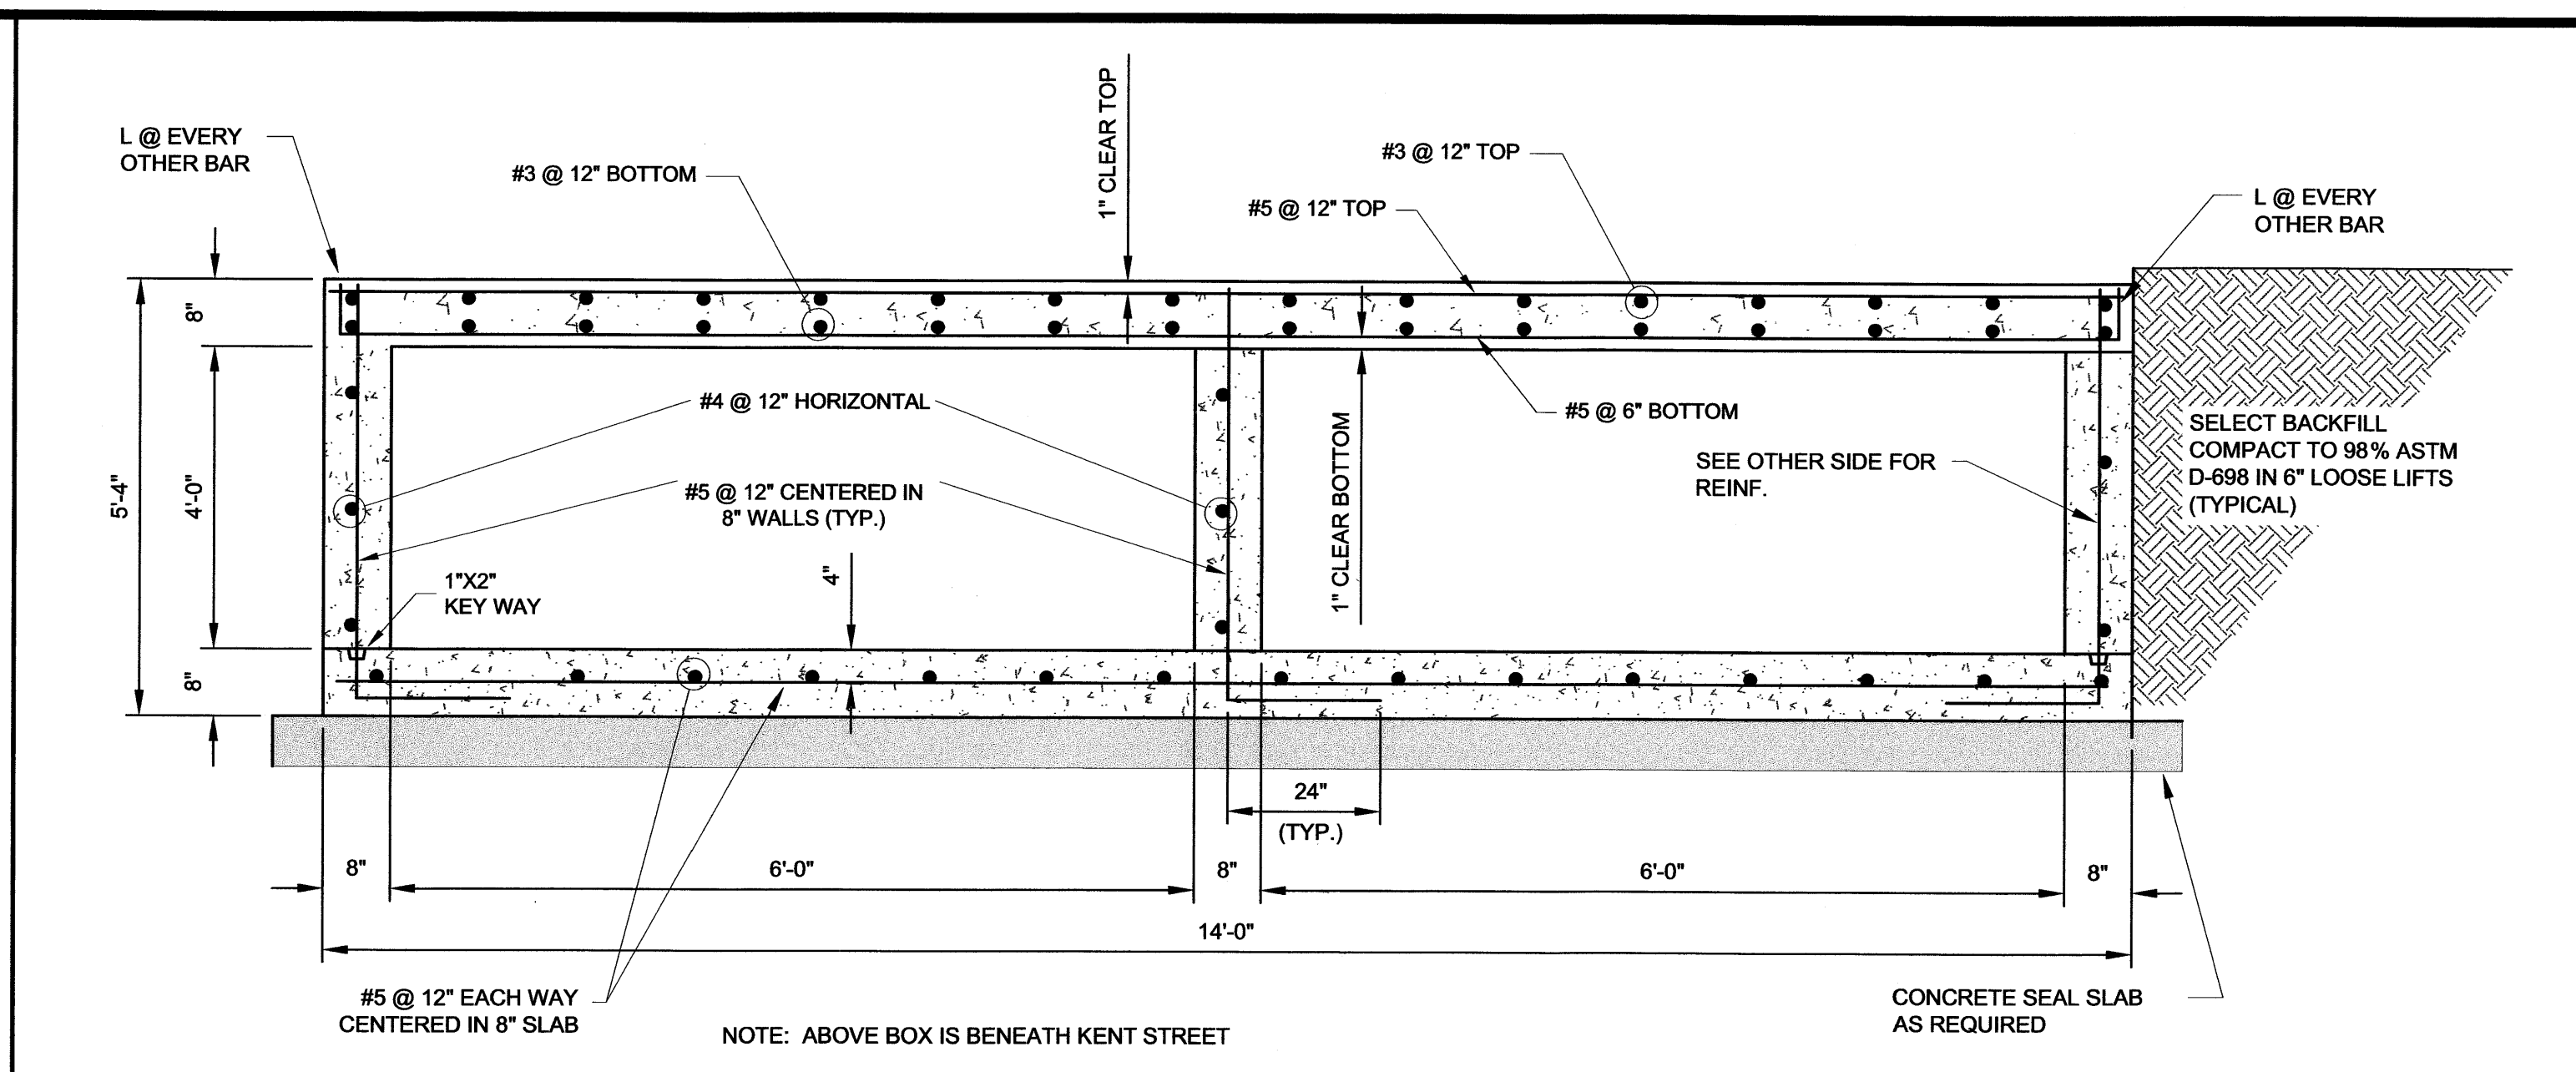 L @ EVERY
OTHER BAR
#3 @ 12" BOTTOM
1" CLEAR TOP
#3 @ 12" TOP
#5 @ 12" TOP
L @ EVERY
OTHER BAR
8"
5'-4"
4'-0"
8"
#4 @ 12" HORIZONTAL
#5 @ 12" CENTERED IN
8" WALLS (TYP.)
1"X2"
KEY WAY
4"
1" CLEAR BOTTOM
#5 @ 6" BOTTOM
SEE OTHER SIDE FOR
REINF.
SELECT BACKFILL
COMPACT TO 98% ASTM
D-698 IN 6" LOOSE LIFTS
(TYPICAL)
24"
(TYP.)
8"
6'-0"
8"
6'-0"
8"
14'-0"
#5 @ 12" EACH WAY
CENTERED IN 8" SLAB
NOTE: ABOVE BOX IS BENEATH KENT STREET
CONCRETE SEAL SLAB
AS REQUIRED